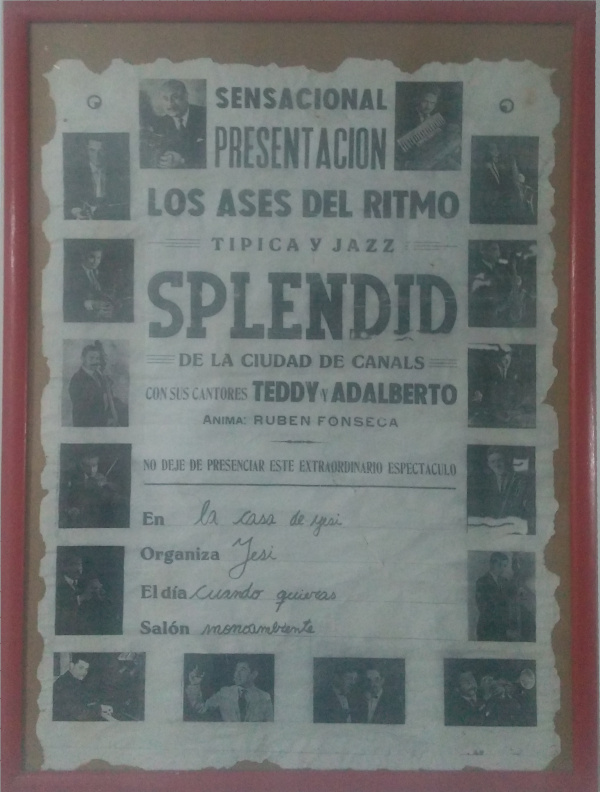 SENSACIONAL
PRESENTACION
LOS ASES DEL RITMO
TIPICA Y JAZZ
SPLENDID
DE LA CIUDAD DE CANALS
CON SUS CANTORES TEDDY Y ADALBERTO
ANIMA: RUBEN FONSECA
NO DEJE DE PRESENCIAR ESTE EXTRAORDINARIO ESPECTACULO
En la casa de yesi
Organiza Yesi
El día cuando quieras
Salón monoambiente